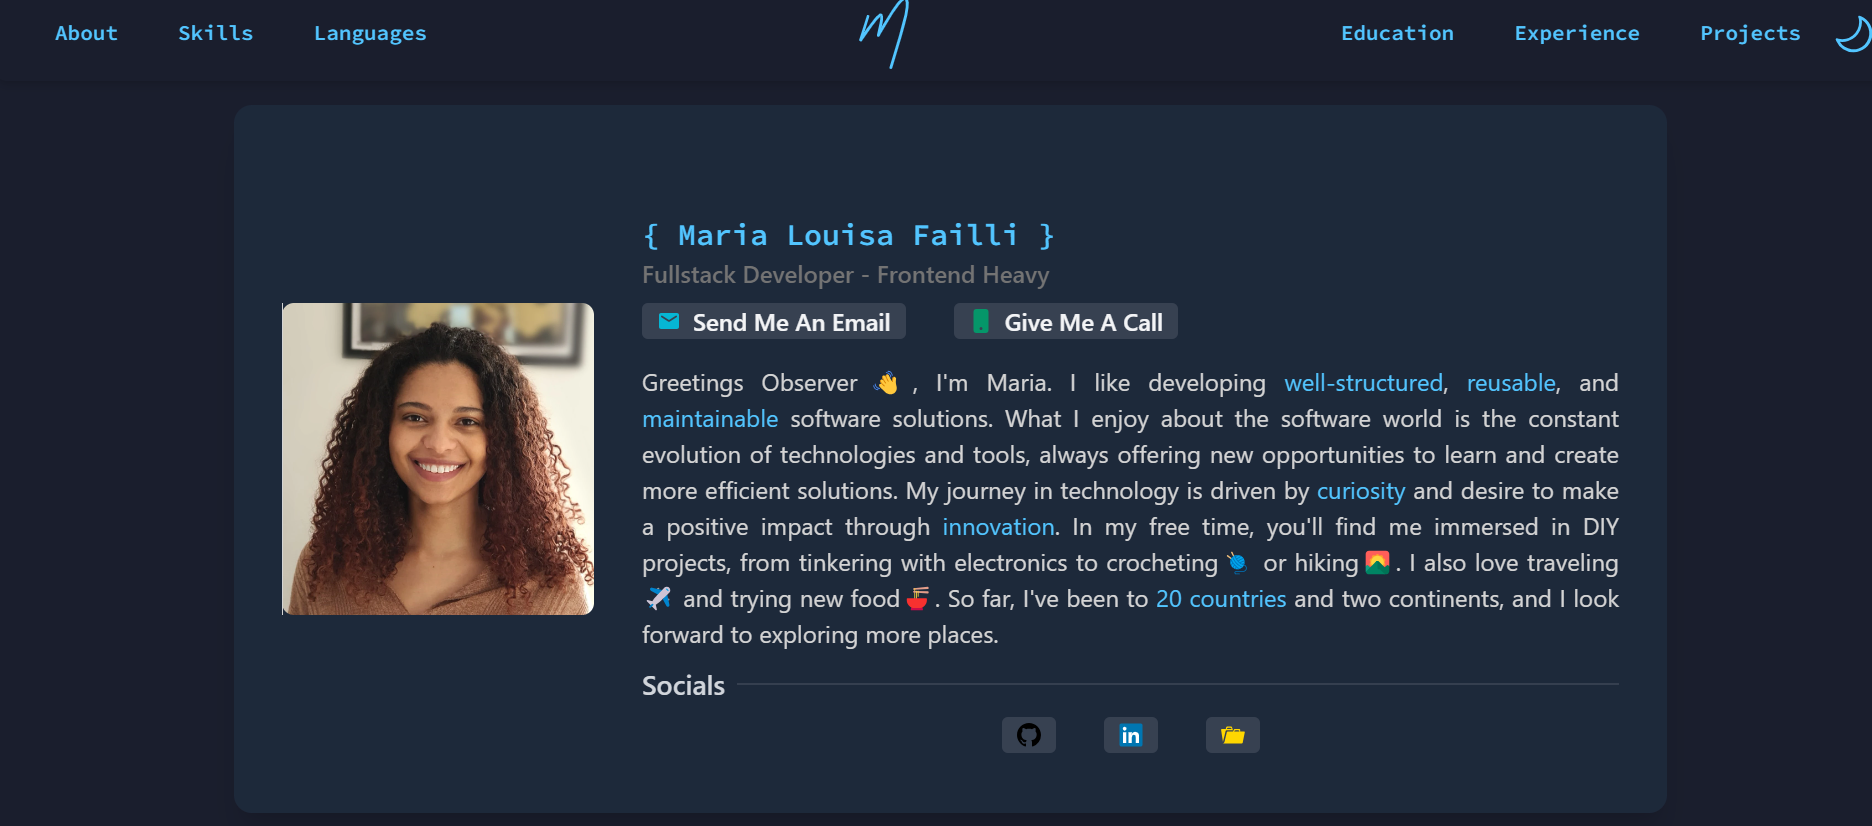 About Skills Languages Education Experience Projects
{ Maria Louisa Failli }
Fullstack Developer - Frontend Heavy
Send Me An Email Give Me A Call
Greetings Observer 👋 , I'm Maria. I like developing well-structured, reusable, and
maintainable software solutions. What I enjoy about the software world is the constant
evolution of technologies and tools, always offering new opportunities to learn and create
more efficient solutions. My journey in technology is driven by curiosity and desire to make
a positive impact through innovation. In my free time, you'll find me immersed in DIY
projects, from tinkering with electronics to crocheting 🧶 or hiking 🌄 . I also love traveling
✈️ and trying new food 🍜 . So far, I've been to 20 countries and two continents, and I look
forward to exploring more places.
Socials
in